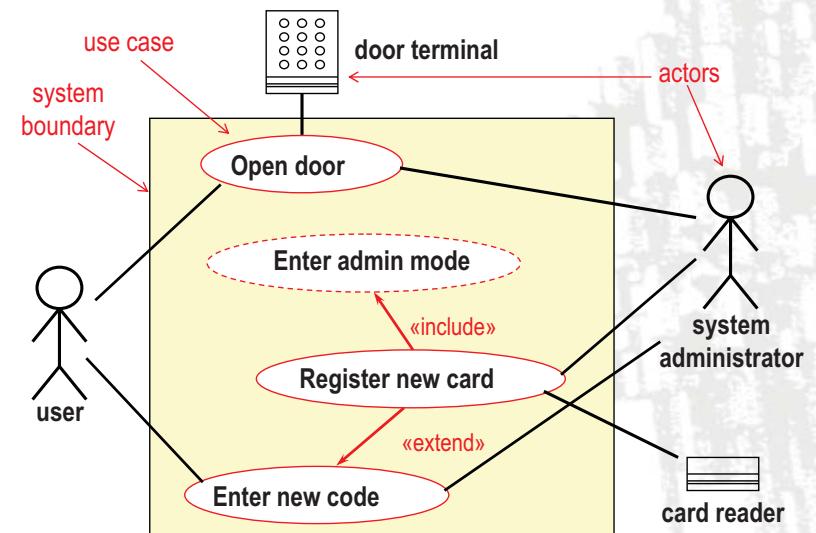 use case
door terminal
actors
system
boundary
Open door
Enter admin mode
«include»
system
administrator
Register new card
user
«extend»
Enter new code
card reader